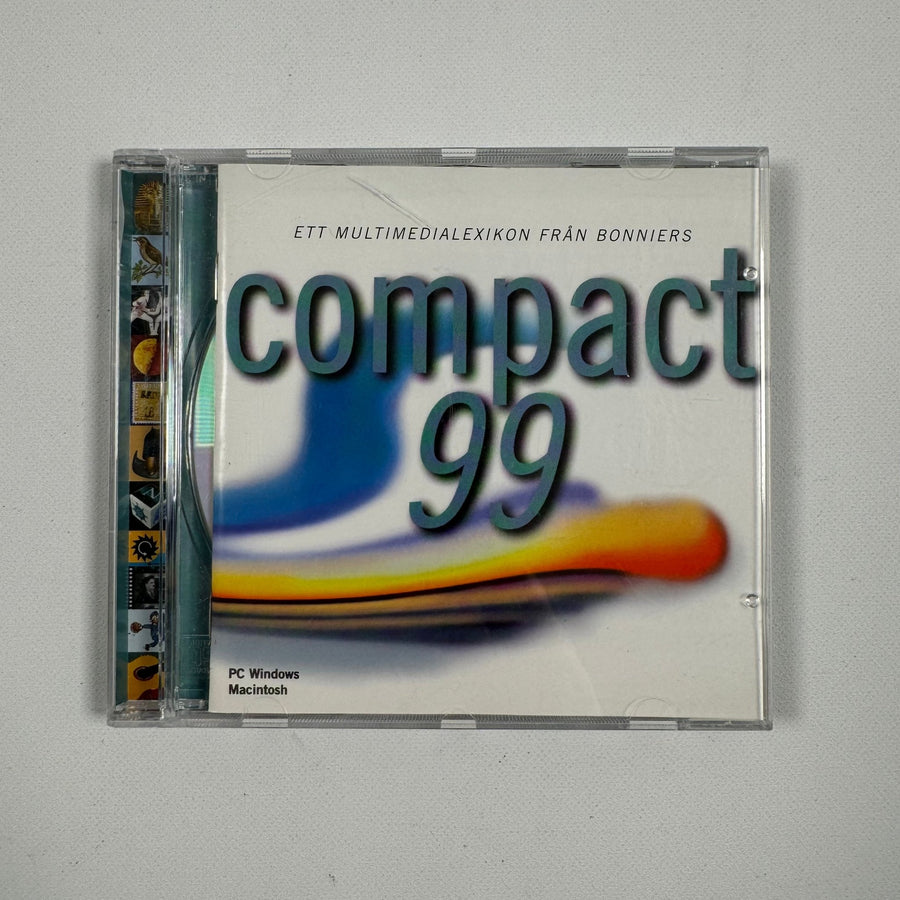 ETT MULTIMEDIALEXIKON FRÅN BONNIERS
compact
99
PC Windows
Macintosh